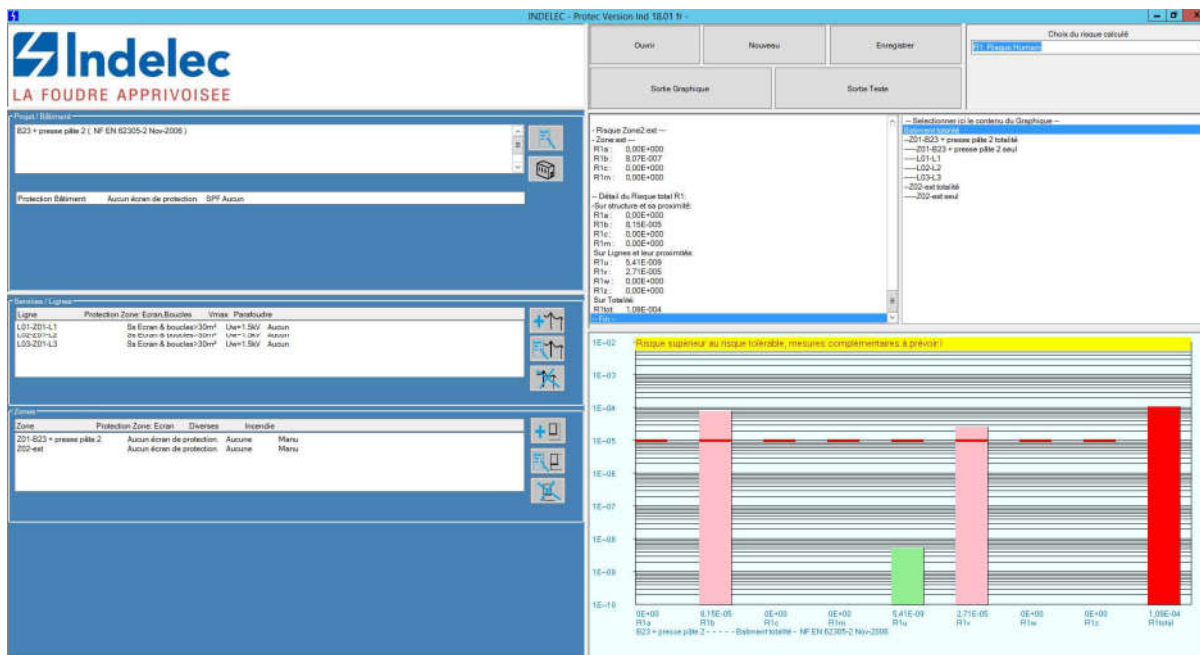 INDELEC - Protec Version Ind 18.01 fr -
Indelec
LA FOUDRE APPRIVOISEE
Ouvrir
Nouveau
Enregistrer
Choix du risque calculé
R1: Risque Humain
Sortie Graphique
Sortie Texte
Projet / Bâtiment
B23 + presse pâte 2 ( NF EN 62305-2 Nov-2006 )
Protection Bâtiment Aucun écran de protection SPF Aucun
Services / Lignes
Ligne Protection Zone: Ecran,Boucles Vmax Parafoudre
L01-Z01-L1 Ss Ecran & boucles>30m² Uw=1.5kV Aucun
L02-Z01-L2 Ss Ecran & boucles>30m² Uw=1.5kV Aucun
L03-Z01-L3 Ss Ecran & boucles>30m² Uw=1.5kV Aucun
Zones
Zone Protection Zone: Ecran Diverses Incendie
Z01-B23 + presse pâte 2 Aucun écran de protection Aucune Manu
Z02-ext Aucun écran de protection Aucune Manu
- Risque Zone2:ext ---
- Zone:ext ---
R1a : 0,00E+000
R1b : 8,07E-007
R1c : 0,00E+000
R1m : 0,00E+000
-- Détail du Risque total R1:
-Sur structure et sa proximité:
R1a : 0,00E+000
R1b : 8,15E-005
R1c : 0,00E+000
R1m : 0,00E+000
Sur Lignes et leur proximitée:
R1u : 5,41E-009
R1v : 2,71E-005
R1w : 0,00E+000
R1z : 0,00E+000
Sur Totalité:
R1tot 1,09E-004
-- Fin --
-- Selectionner ici le contenu du Graphique --
Batiment totalité
--Z01-B23 + presse pâte 2 totalité
----Z01-B23 + presse pâte 2 seul
----L01-L1
----L02-L2
----L03-L3
--Z02-ext totalité
----Z02-ext seul
Risque supérieur au risque tolérable, mesures complémentaires à prévoir!
1E-02
1E-03
1E-04
1E-05
1E-06
1E-07
1E-08
1E-09
1E-10
0E+00 8,15E-05 0E+00 0E+00 5,41E-09 2,71E-05 0E+00 0E+00 1,09E-04
R1a R1b R1c R1m R1u R1v R1w R1z R1total
B23 + presse pâte 2 - - - - - Batiment totalité - NF EN 62305-2 Nov-2006